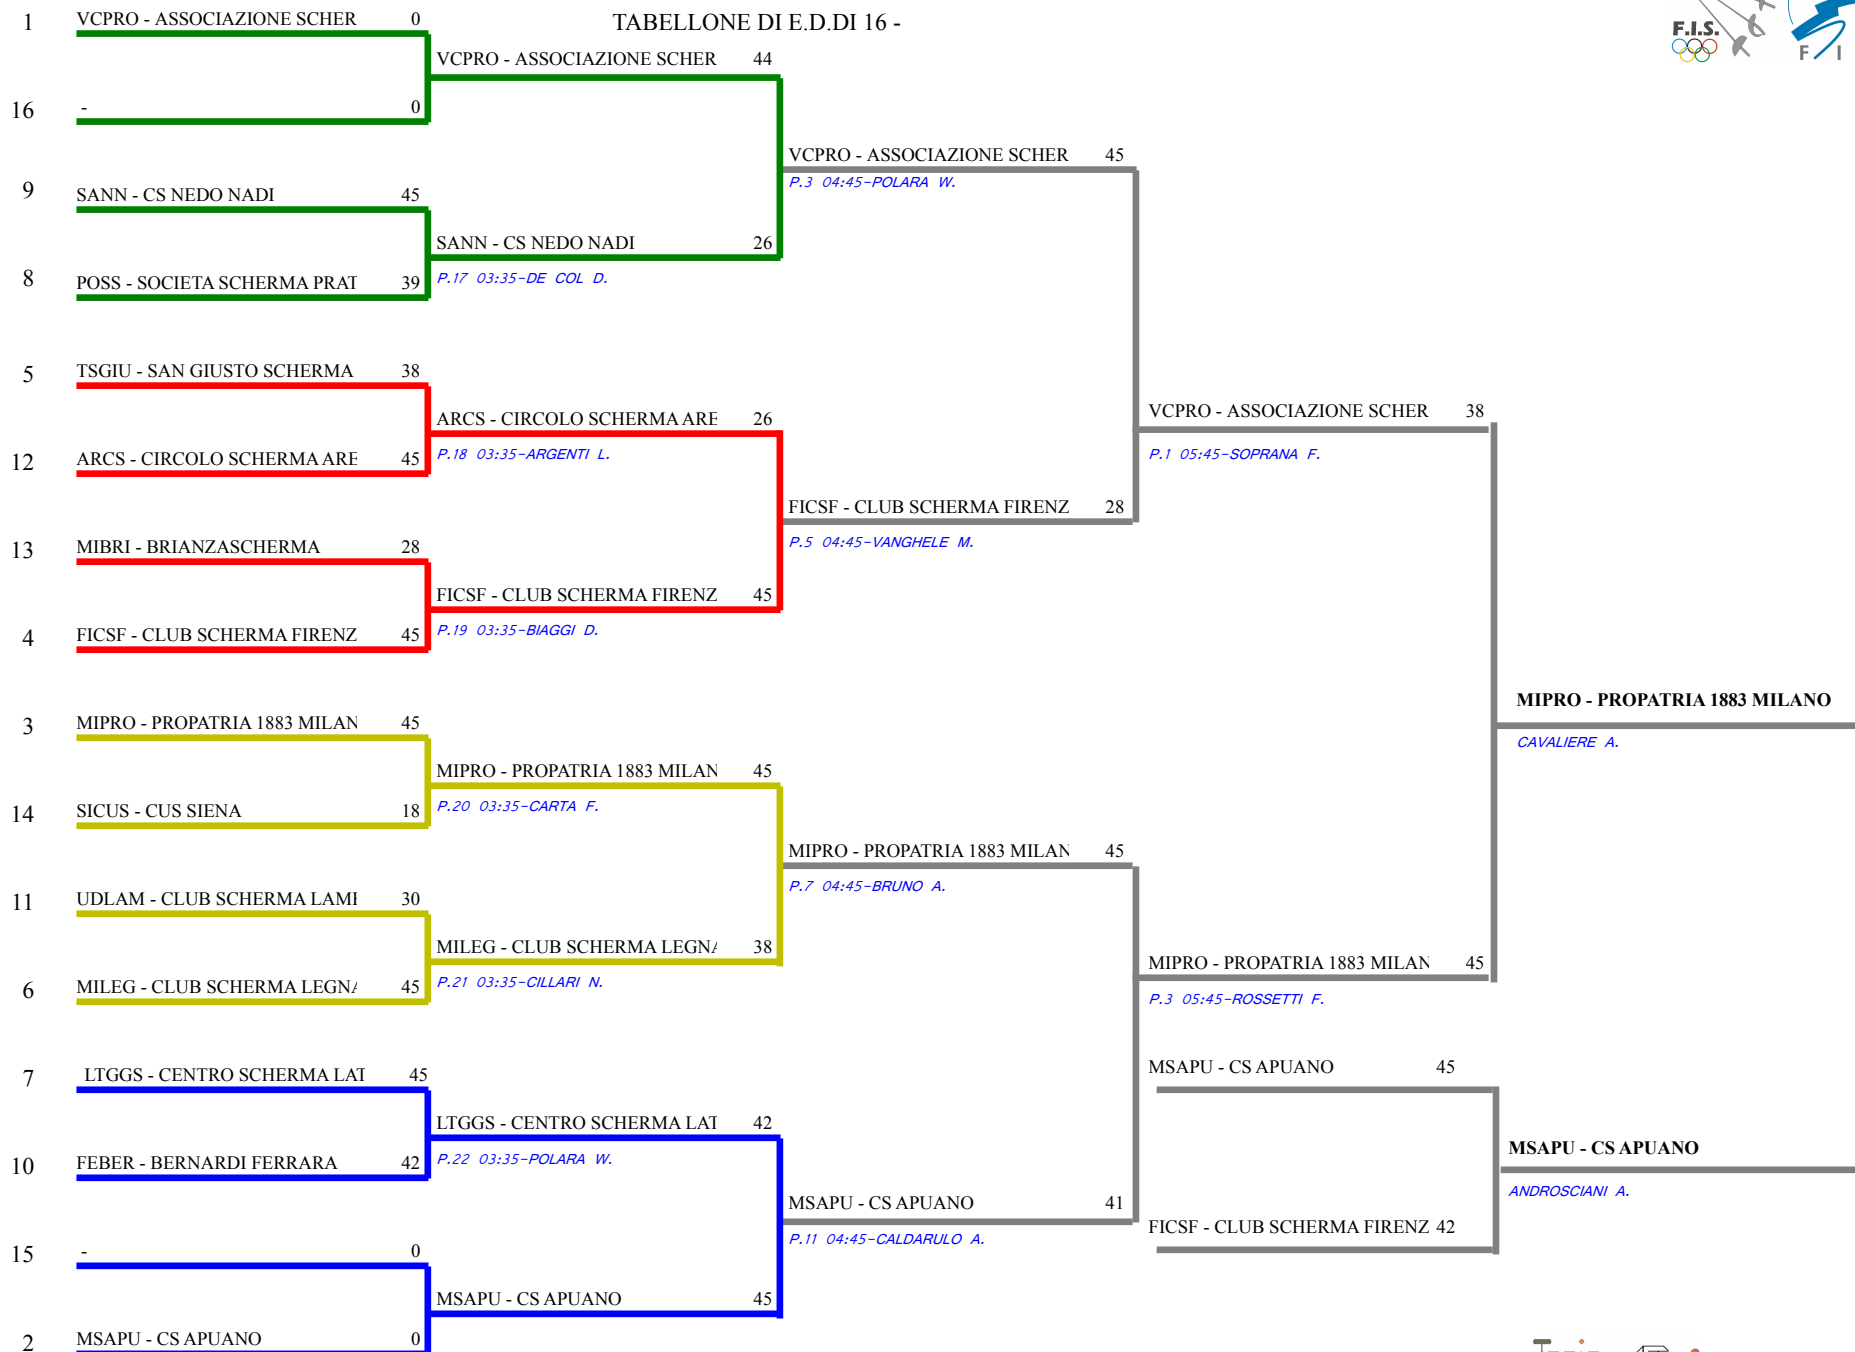 TABELLONE DI E.D.DI 16 -
F.I.S.
F I
1 VCPRO - ASSOCIAZIONE SCHER 0
VCPRO - ASSOCIAZIONE SCHER 44
16 - 0
VCPRO - ASSOCIAZIONE SCHER 45
P.3 04:45-POLARA W.
9 SANN - CS NEDO NADI 45
SANN - CS NEDO NADI 26
P.17 03:35-DE COL D.
8 POSS - SOCIETA SCHERMA PRAT 39
5 TSGIU - SAN GIUSTO SCHERMA 38
VCPRO - ASSOCIAZIONE SCHER 38
ARCS - CIRCOLO SCHERMA ARE 26
P.18 03:35-ARGENTI L.
P.1 05:45-SOPRANA F.
12 ARCS - CIRCOLO SCHERMA ARE 45
FICSF - CLUB SCHERMA FIRENZ 28
P.5 04:45-VANGHELE M.
13 MIBRI - BRIANZASCHERMA 28
FICSF - CLUB SCHERMA FIRENZ 45
P.19 03:35-BIAGGI D.
4 FICSF - CLUB SCHERMA FIRENZ 45
MIPRO - PROPATRIA 1883 MILANO
CAVALIERE A.
3 MIPRO - PROPATRIA 1883 MILAN 45
MIPRO - PROPATRIA 1883 MILAN 45
P.20 03:35-CARTA F.
14 SICUS - CUS SIENA 18
MIPRO - PROPATRIA 1883 MILAN 45
P.7 04:45-BRUNO A.
11 UDLAM - CLUB SCHERMA LAMI 30
MILEG - CLUB SCHERMA LEGNA 38
P.21 03:35-CILLARI N.
6 MILEG - CLUB SCHERMA LEGNA 45
MIPRO - PROPATRIA 1883 MILAN 45
P.3 05:45-ROSSETTI F.
7 LTGGS - CENTRO SCHERMA LAT 45
MSAPU - CS APUANO 45
LTGGS - CENTRO SCHERMA LAT 42
P.22 03:35-POLARA W.
10 FEBER - BERNARDI FERRARA 42
MSAPU - CS APUANO
ANDROSCIANI A.
MSAPU - CS APUANO 41
P.11 04:45-CALDARULO A.
FICSF - CLUB SCHERMA FIRENZ 42
15 - 0
MSAPU - CS APUANO 45
2 MSAPU - CS APUANO 0